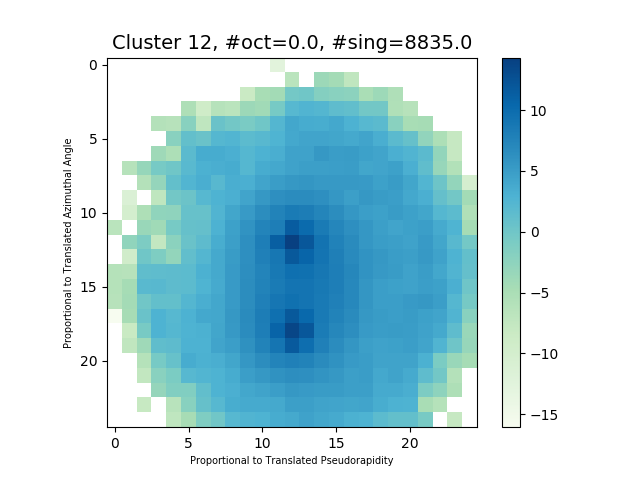 Cluster 12, #oct=0.0, #sing=8835.0
Proportional to Translated Azimuthal Angle
0
5
10
15
20
0 5 10 15 20
Proportional to Translated Pseudorapidity
10
5
0
−5
−10
−15